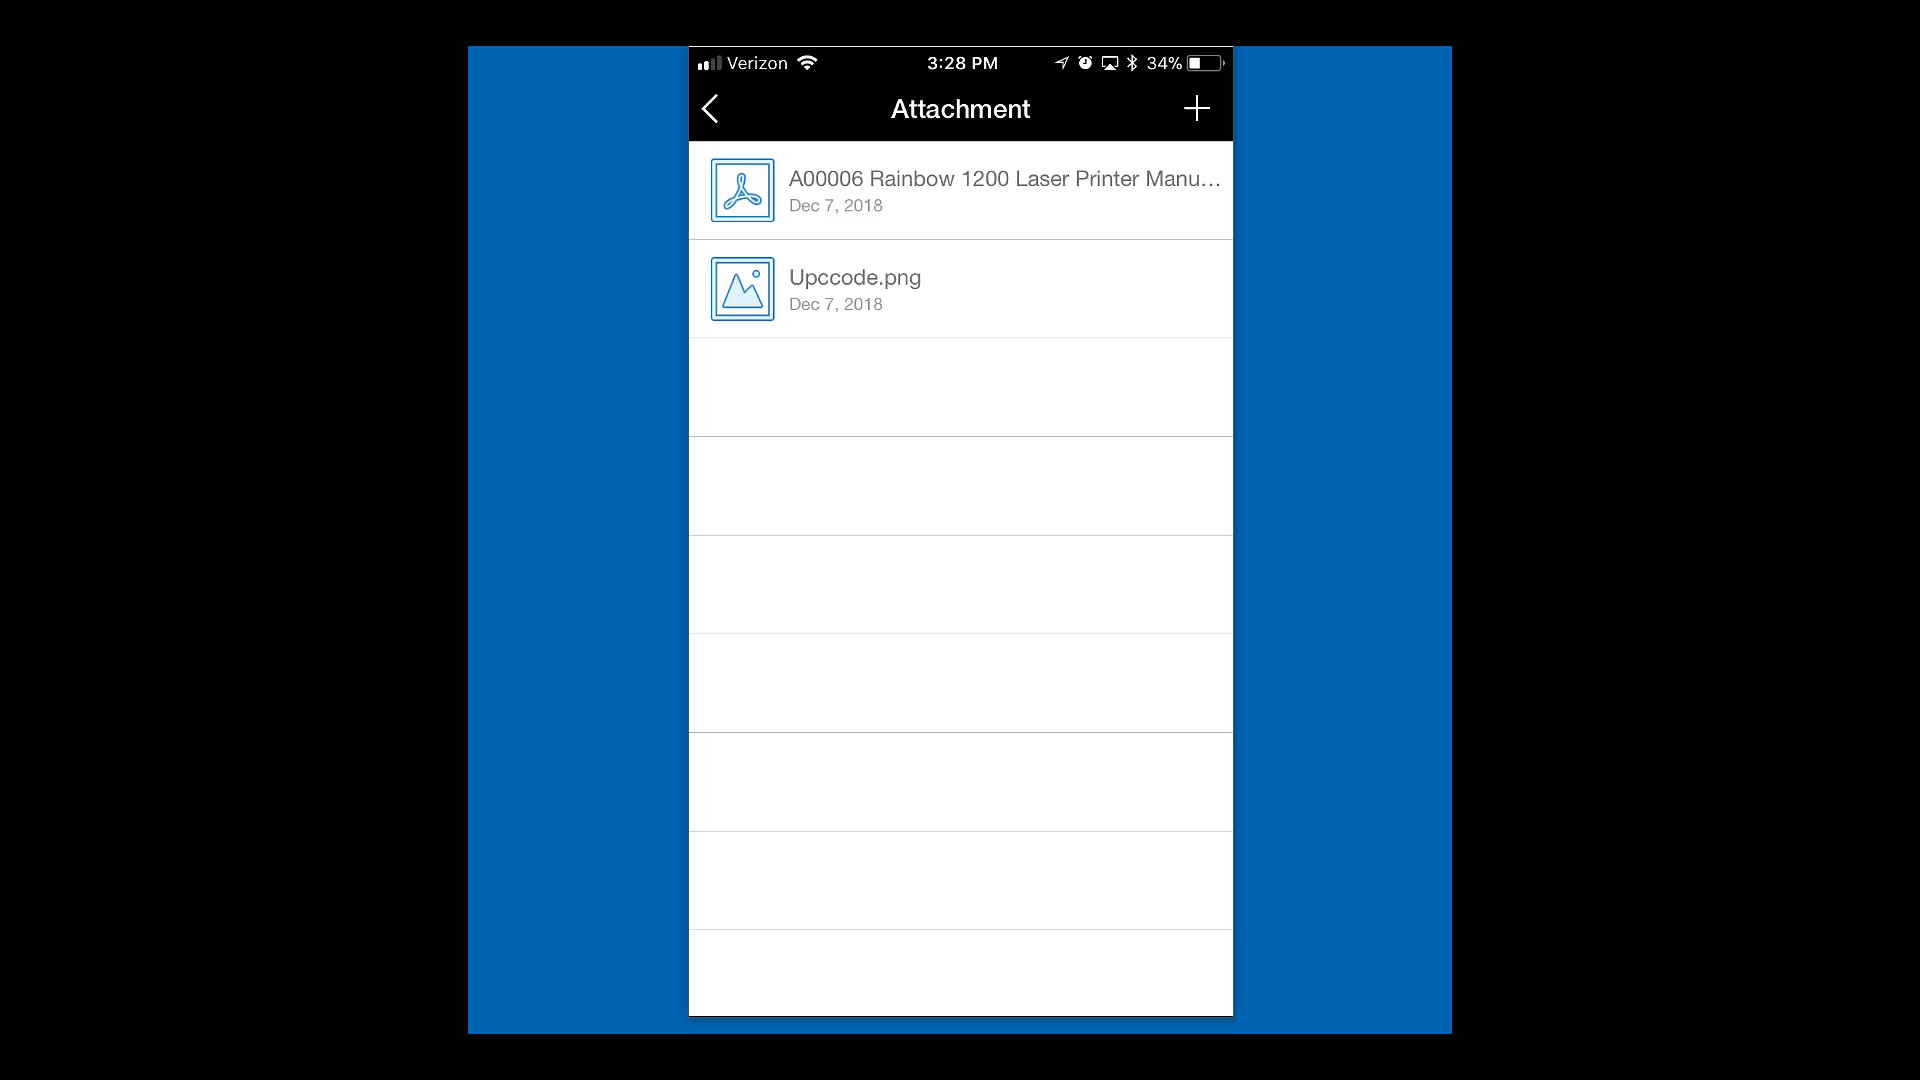 Verizon 3:28 PM 34%
Attachment
A00006 Rainbow 1200 Laser Printer Manu...
Dec 7, 2018
Upccode.png
Dec 7, 2018